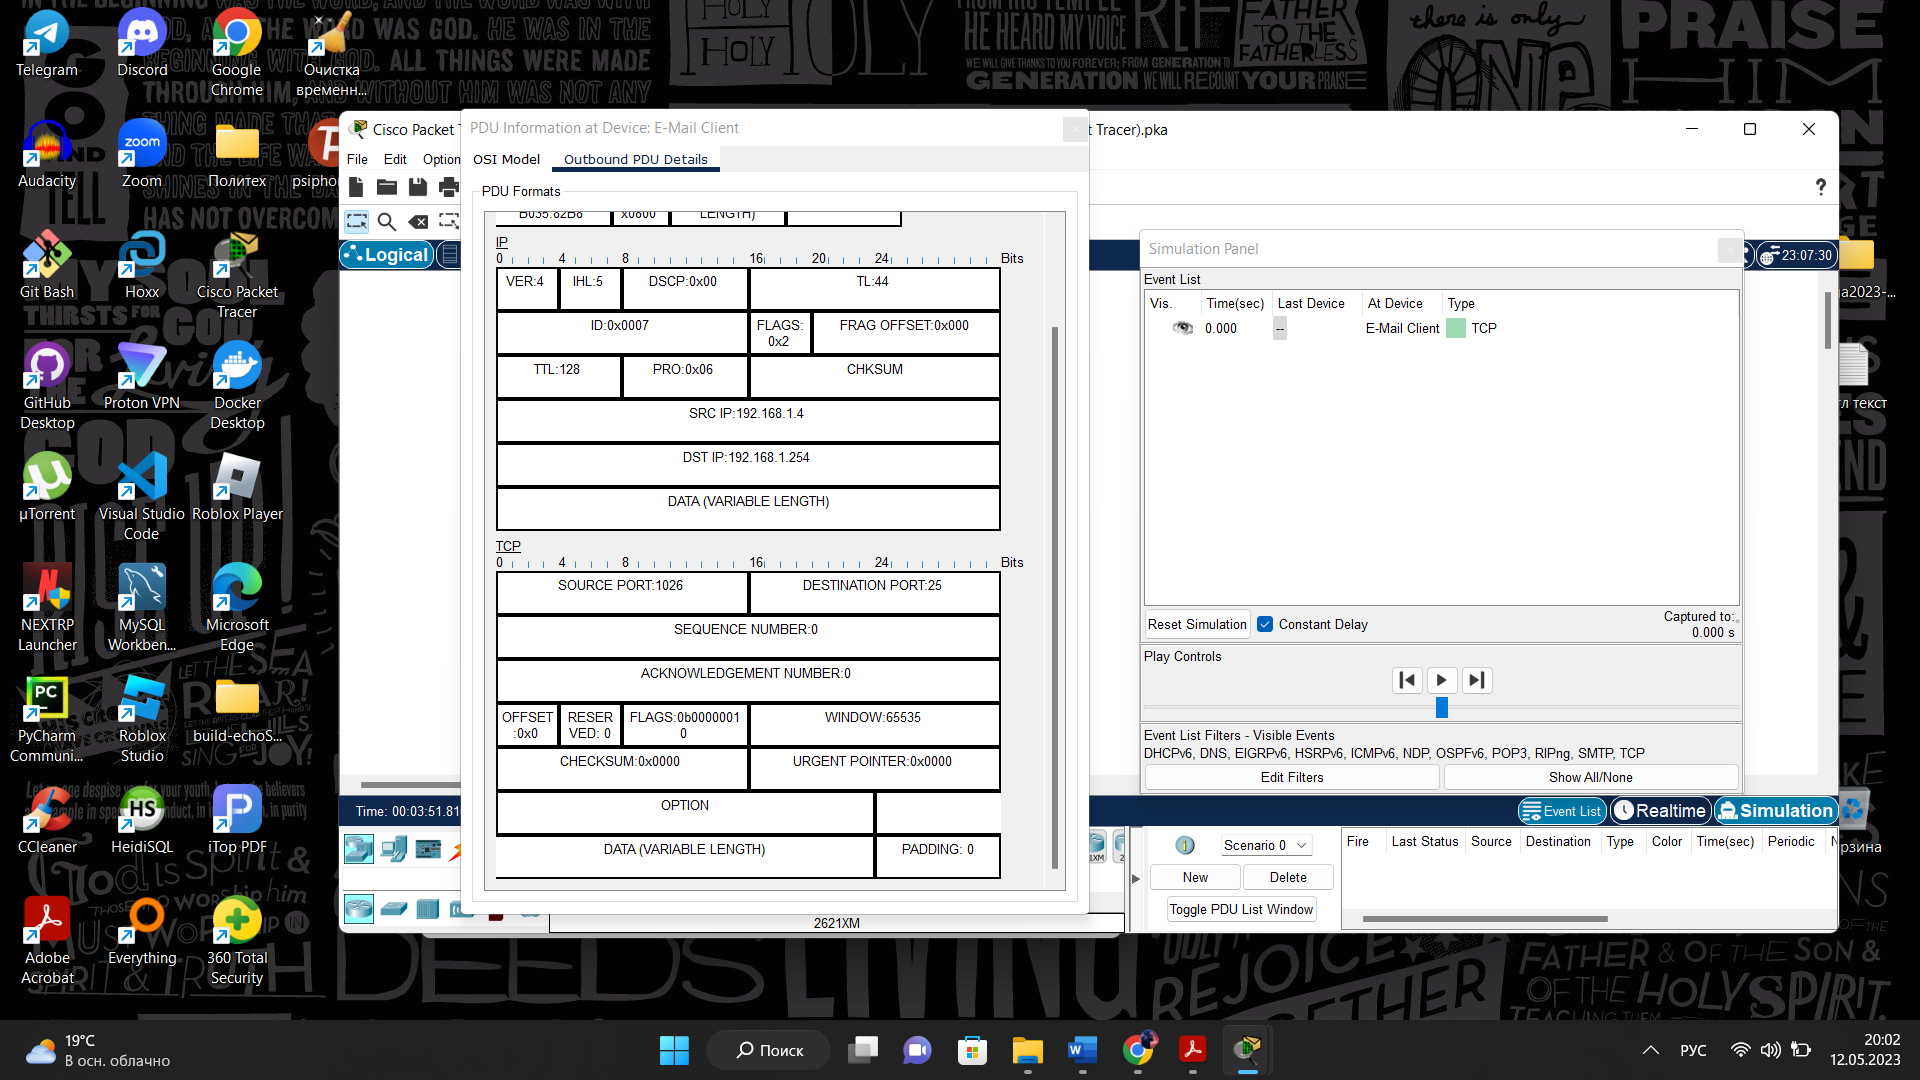 Telegram
Discord
Google
Chrome
Очистка
временн...
Audacity
Zoom
Политех
psipho
Git Bash
Hoxx
Cisco Packet
Tracer
GitHub
Desktop
Proton VPN
Docker
Desktop
µTorrent
Visual Studio
Code
Roblox Player
NEXTRP
Launcher
MySQL
Workben...
Microsoft
Edge
PyCharm
Communi...
Roblox
Studio
build-echoS...
CCleaner
HeidiSQL
iTop PDF
Adobe
Acrobat
Everything
360 Total
Security
Cisco Packet T
t Tracer).pka
File Edit Option
Logical
23:07:30
PDU Information at Device: E-Mail Client
OSI Model Outbound PDU Details
PDU Formats
B035.82B8 x0800 LENGTH)
IP
0 4 8 16 20 24 Bits
VER:4 IHL:5 DSCP:0x00 TL:44
ID:0x0007 FLAGS: FRAG OFFSET:0x000
0x2
TTL:128 PRO:0x06 CHKSUM
SRC IP:192.168.1.4
DST IP:192.168.1.254
DATA (VARIABLE LENGTH)
TCP
0 4 8 16 24 Bits
SOURCE PORT:1026 DESTINATION PORT:25
SEQUENCE NUMBER:0
ACKNOWLEDGEMENT NUMBER:0
OFFSET RESER FLAGS:0b0000001 WINDOW:65535
:0x0 VED: 0 0
CHECKSUM:0x0000 URGENT POINTER:0x0000
OPTION
DATA (VARIABLE LENGTH) PADDING: 0
Simulation Panel
Event List
Vis. Time(sec) Last Device At Device Type
0.000 -- E-Mail Client TCP
Reset Simulation Constant Delay
Captured to:
0.000 s
Play Controls
Event List Filters - Visible Events
DHCPv6, DNS, EIGRPv6, HSRPv6, ICMPv6, NDP, OSPFv6, POP3, RIPng, SMTP, TCP
Edit Filters Show All/None
Time: 00:03:51.81
Event List Realtime Simulation
Scenario 0
New Delete
Toggle PDU List Window
Fire Last Status Source Destination Type Color Time(sec) Periodic
2621XM
a2023-...
л текст
рзина
19°C
В осн. облачно
Поиск
РУС
20:02
12.05.2023